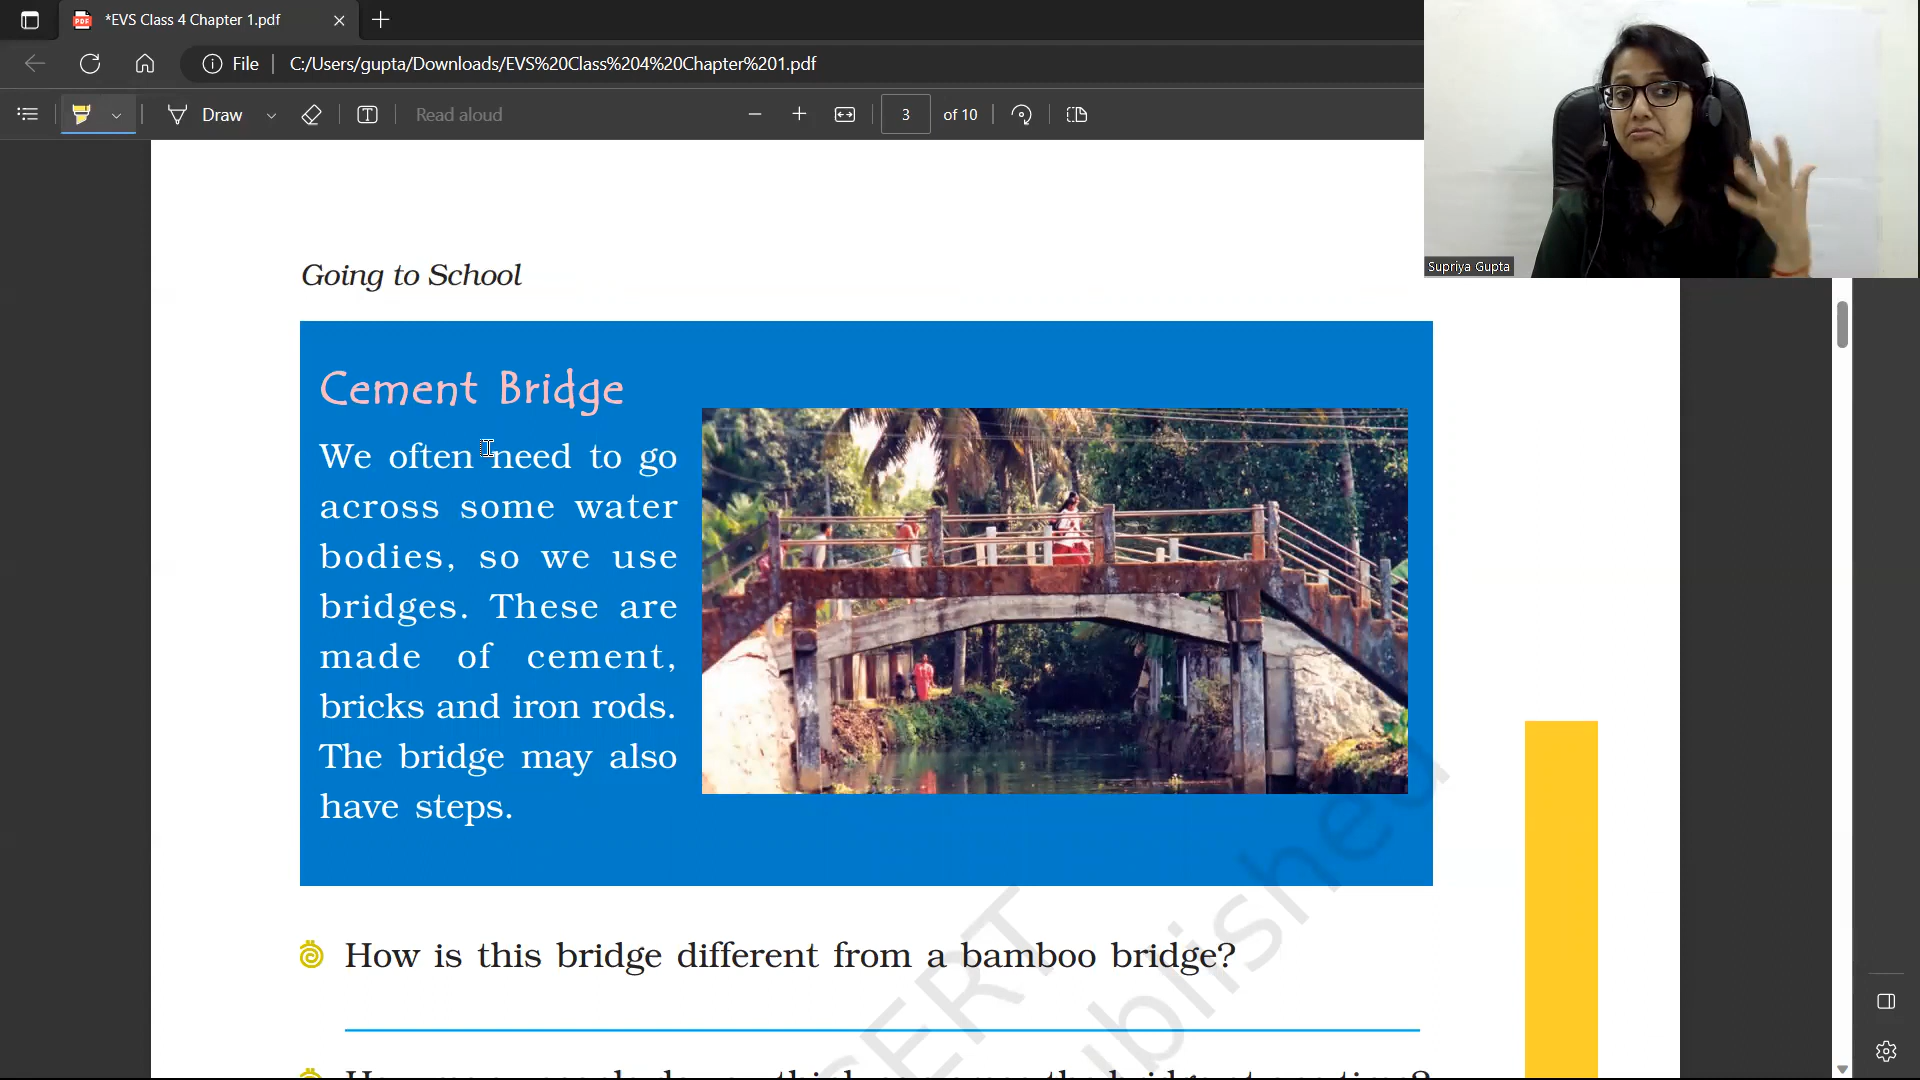 *EVS Class 4 Chapter 1.pdf
File
C:/Users/gupta/Downloads/EVS%20Class%204%20Chapter%201.pdf
Draw
Read aloud
3 of 10
Supriya Gupta
Going to School
Cement Bridge
We often need to go
across some water
bodies, so we use
bridges. These are
made of cement,
bricks and iron rods.
The bridge may also
have steps.
How is this bridge different from a bamboo bridge?